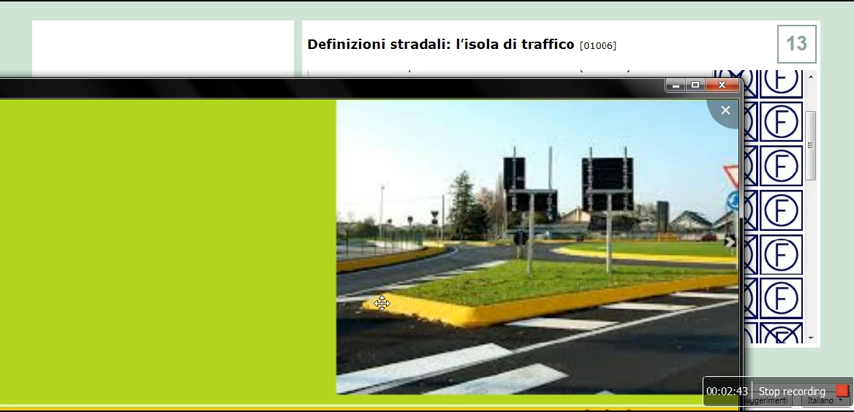 Definizioni stradali: l'isola di traffico [01006]
13
F
F
F
F
F
F
F
00:02:43 Stop recording
Italiano